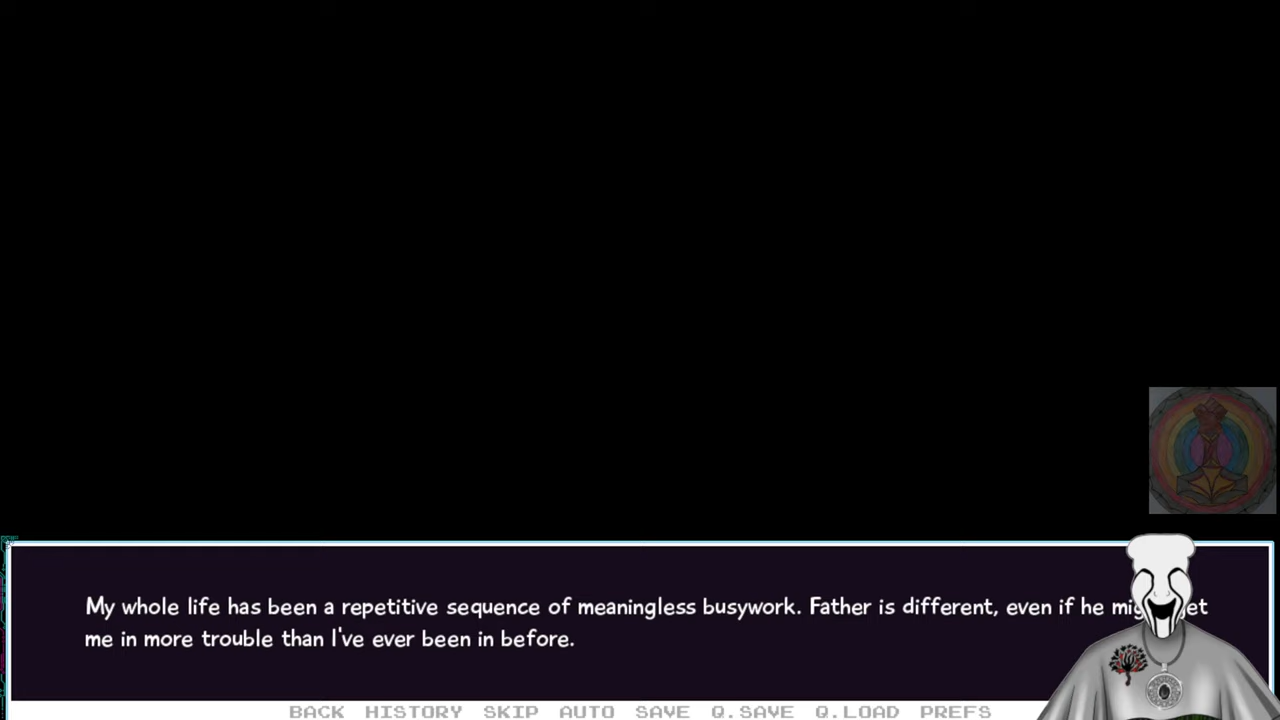 My whole life has been a repetitive sequence of meaningless busywork. Father is different, even if he
me in more trouble than I've ever been in before.
BACK HISTORY SKIP AUTO SAVE Q.SAVE Q.LOAD PREFS